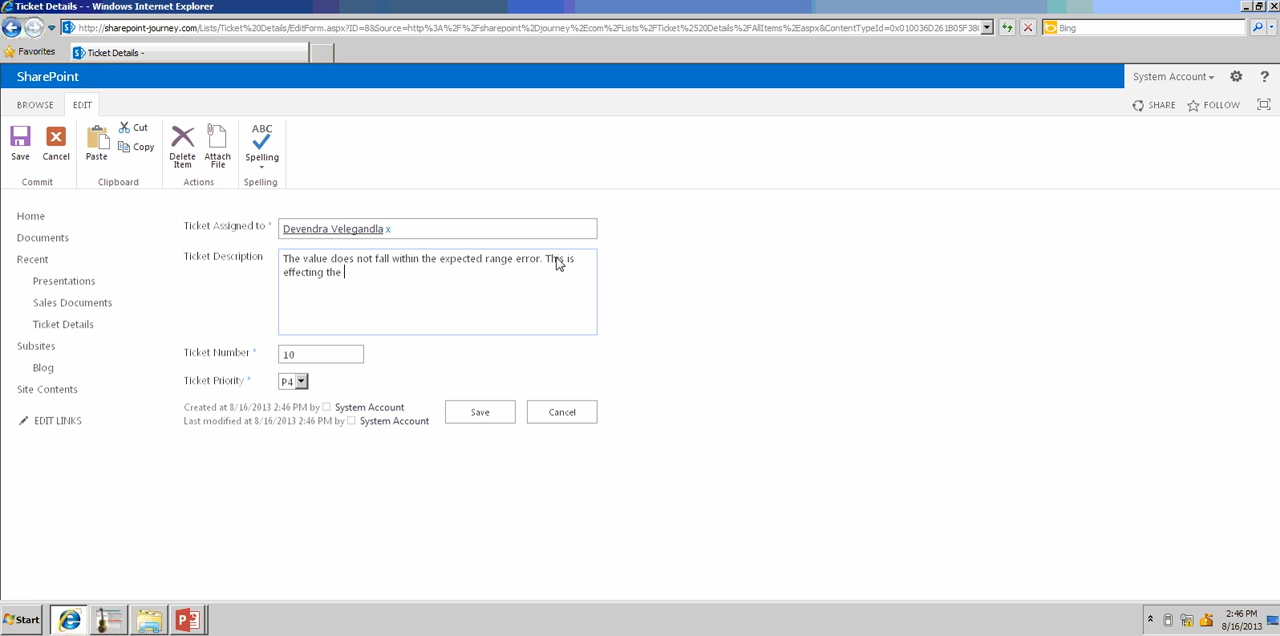 Ticket Details - - Windows Internet Explorer
http://sharepoint-journey.com/Lists/Ticket%20Details/EditForm.aspx?ID=8&Source=http%3A%2F%2Fsharepoint%2Djourney%2Ecom%2FLists%2FTicket%2520Details%2FAllItems%2Easpx&ContentTypeId=0x010036D261B05F38
Bing
Favorites
Ticket Details -
SharePoint
System Account
?
BROWSE
EDIT
SHARE
FOLLOW
Save
Cancel
Paste
Cut
Copy
Delete Item
Attach File
ABC
Spelling
Commit
Clipboard
Actions
Spelling
Home
Documents
Recent
Presentations
Sales Documents
Ticket Details
Subsites
Blog
Site Contents
EDIT LINKS
Ticket Assigned to *
Devendra Velegandla x
Ticket Description
The value does not fall within the expected range error. This is
effecting the
Ticket Number *
10
Ticket Priority *
P4
Created at 8/16/2013 2:46 PM by System Account
Last modified at 8/16/2013 2:46 PM by System Account
Save
Cancel
Start
2:46 PM
8/16/2013